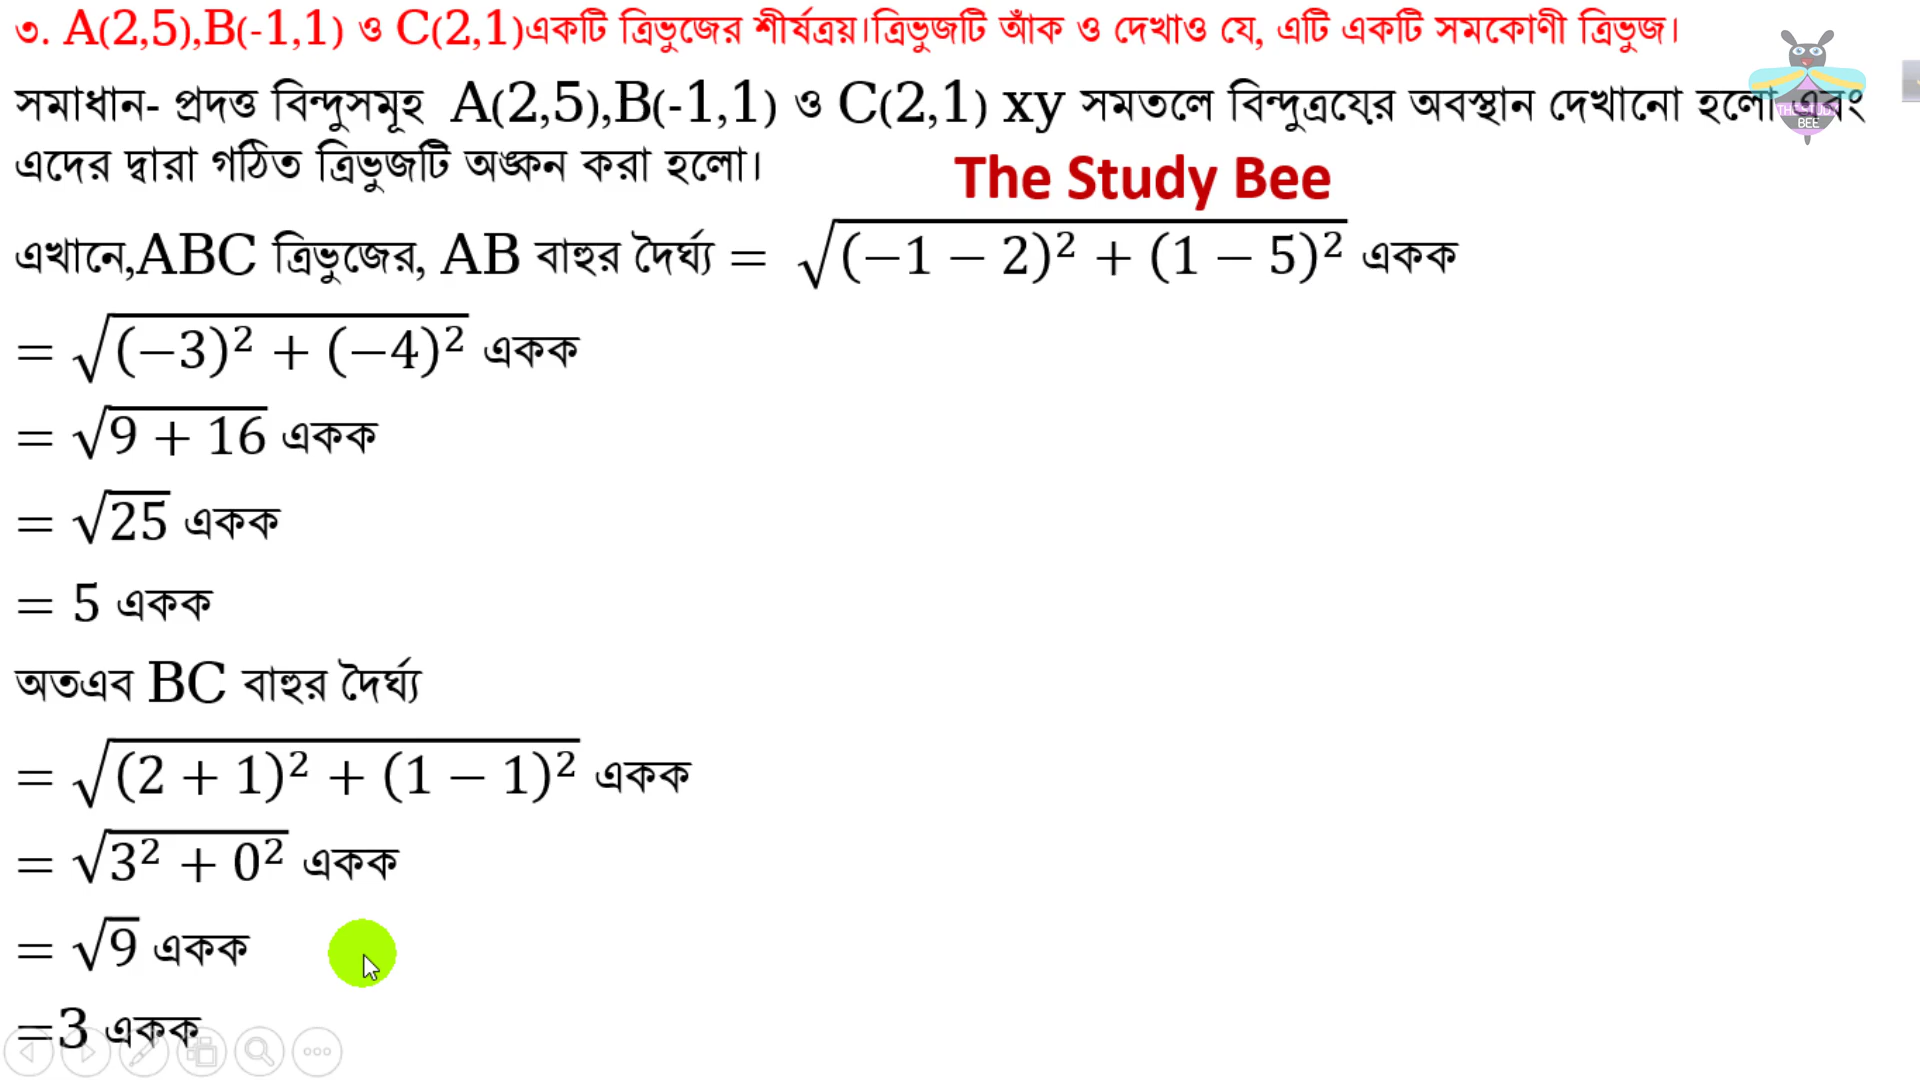 ৩. A(2,5),B(-1,1) ও C(2,1)একটি ত্রিভুজের শীর্ষত্রয়।ত্রিভুজটি আঁক ও দেখাও যে, এটি একটি সমকোণী ত্রিভুজ।
সমাধান- প্রদত্ত বিন্দুসমূহ A(2,5),B(-1,1) ও C(2,1) xy সমতলে বিন্দুত্রয়ের অবস্থান দেখানো হলো এবং
THE STUDY
BEE
এদের দ্বারা গঠিত ত্রিভুজটি অঙ্কন করা হলো।
The Study Bee
এখানে,ABC ত্রিভুজের, AB বাহুর দৈর্ঘ্য = √(−1 − 2)² + (1 − 5)² একক
= √(−3)² + (−4)² একক
= √9 + 16 একক
= √25 একক
= 5 একক
অতএব BC বাহুর দৈর্ঘ্য
= √(2 + 1)² + (1 − 1)² একক
= √3² + 0² একক
= √9 একক
=3 একক